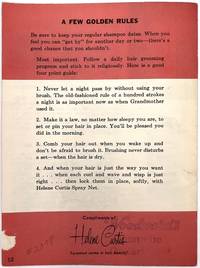 A FEW GOLDEN RULES
Be sure to keep your regular shampoo dates. When you
feel you can "get by" for another day or two—there's a
good chance that you shouldn't.
Most important. Follow a daily hair grooming
program and stick to it religiously. Here is a good
four point guide:
1. Never let a night pass by without using your
brush. The old-fashioned rule of a hundred strokes
a night is as important now as when Grandmother
used it.
2. Make it a law, no matter how sleepy you are, to
set or pin your hair in place. You'll be pleased you
did in the morning.
3. Comb your hair out when you wake up and
don't be afraid to brush it. Brushing never disturbs
a set—when the hair is dry.
4. And when your hair is just the way you want
it . . . when each curl and wave and wisp is just
right . . . then lock them in place, softly, with
Helene Curtis Spray Net.
Compliments of
Helene Curtis
12